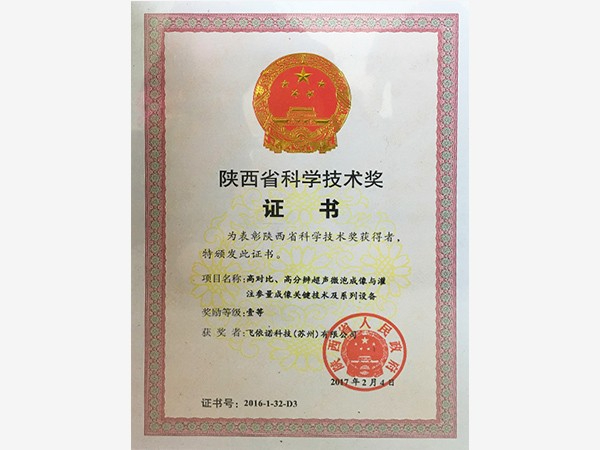 陕西省科学技术奖
证 书
为表彰陕西省科学技术奖获得者，
特颁发此证书。
项目名称：高对比、高分辨超声微泡成像与灌
注参量成像关键技术及系列设备
奖励等级：壹等
获 奖 者：飞依诺科技(苏州)有限公司
陕西省人民政府
2017年2月4日
证书号：2016-1-32-D3